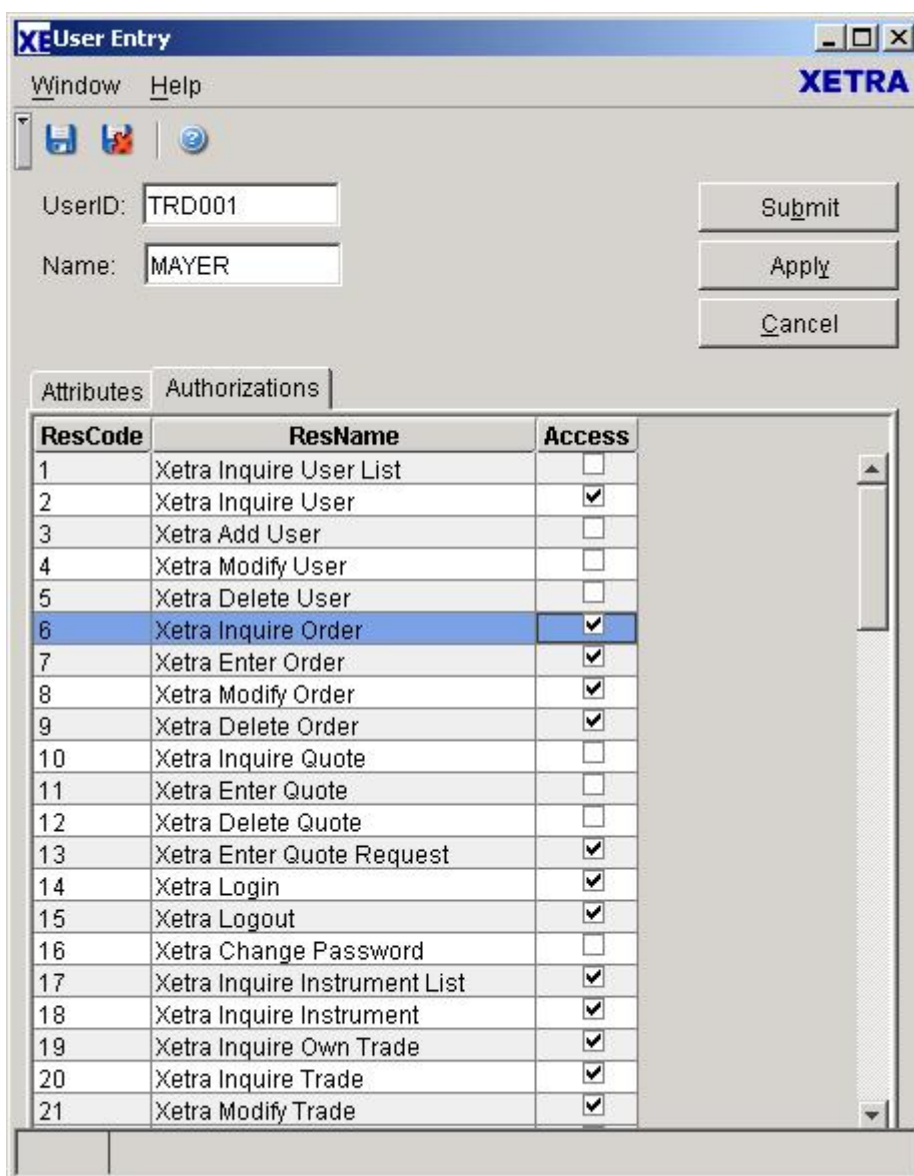 XE User Entry
Window Help XETRA
UserID: TRD001 Submit
Name: MAYER Apply
Cancel
Attributes Authorizations
ResCode ResName Access
1 Xetra Inquire User List
2 Xetra Inquire User
3 Xetra Add User
4 Xetra Modify User
5 Xetra Delete User
6 Xetra Inquire Order
7 Xetra Enter Order
8 Xetra Modify Order
9 Xetra Delete Order
10 Xetra Inquire Quote
11 Xetra Enter Quote
12 Xetra Delete Quote
13 Xetra Enter Quote Request
14 Xetra Login
15 Xetra Logout
16 Xetra Change Password
17 Xetra Inquire Instrument List
18 Xetra Inquire Instrument
19 Xetra Inquire Own Trade
20 Xetra Inquire Trade
21 Xetra Modify Trade